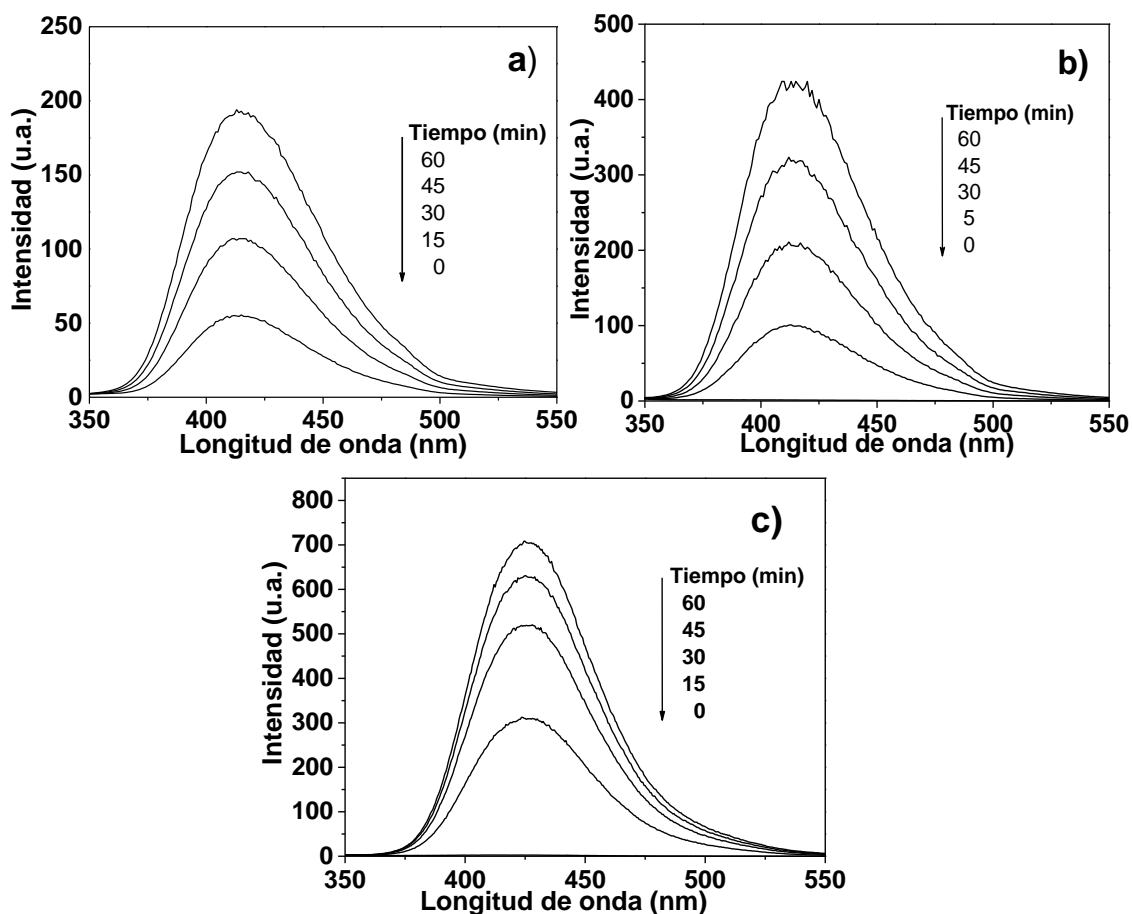 a)
250
200
150
100
50
0
Intensidad (u.a.)
Tiempo (min)
60
45
30
15
0
350 400 450 500 550
Longitud de onda (nm)
b)
500
400
300
200
100
0
Intensidad (u.a.)
Tiempo (min)
60
45
30
5
0
350 400 450 500 550
Longitud de onda (nm)
c)
800
700
600
500
400
300
200
100
0
Intensidad (u.a.)
Tiempo (min)
60
45
30
15
0
350 400 450 500 550
Longitud de onda (nm)